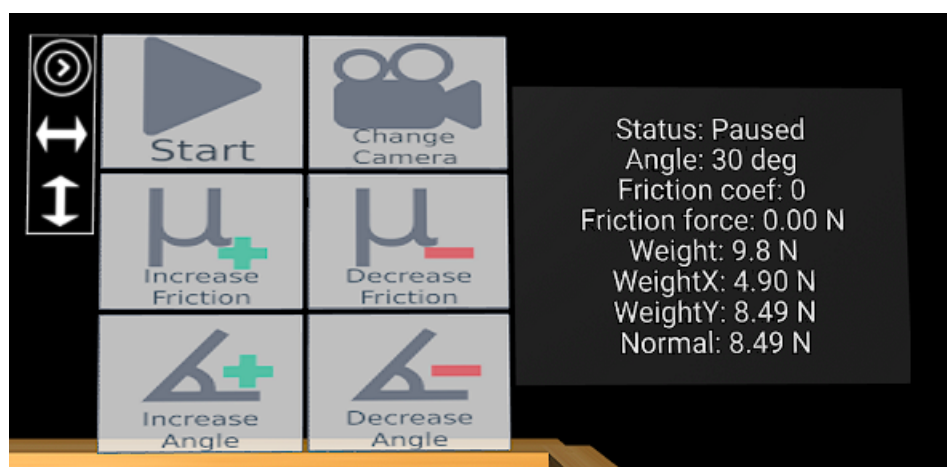 Start
Change
Camera
μ
Increase
Friction
μ
Decrease
Friction
Increase
Angle
Decrease
Angle
Status: Paused
Angle: 30 deg
Friction coef: 0
Friction force: 0.00 N
Weight: 9.8 N
WeightX: 4.90 N
WeightY: 8.49 N
Normal: 8.49 N